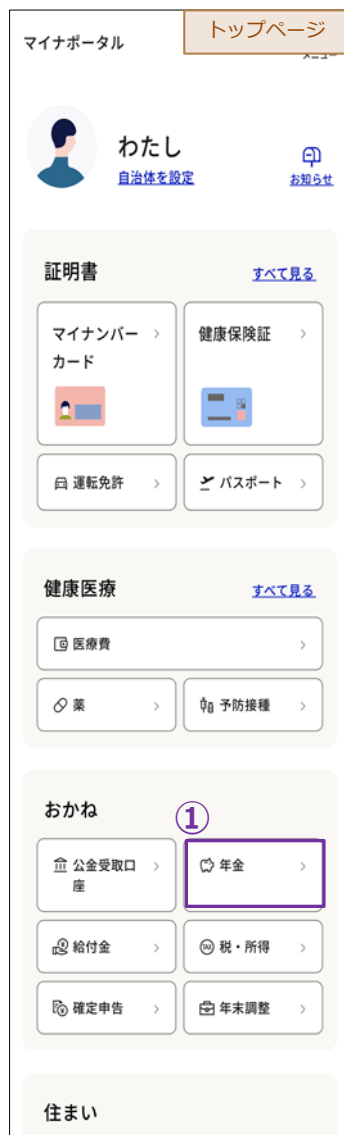 トップページ
マイナポータル
メニュー
わたし
自治体を設定
お知らせ
証明書
すべて見る
マイナンバー
カード
健康保険証
運転免許
パスポート
健康医療
すべて見る
医療費
薬
予防接種
おかね
①
公金受取口
座
年金
給付金
税・所得
確定申告
年末調整
住まい